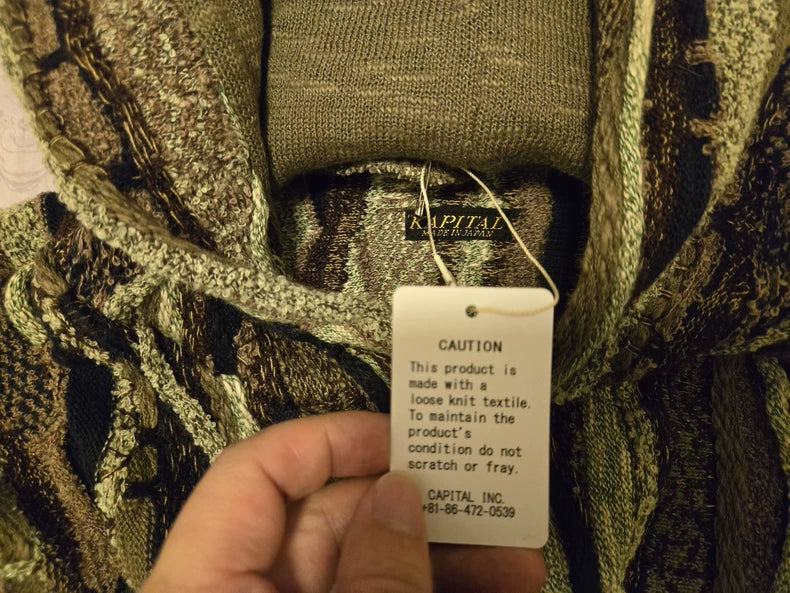 KAPITAL
MADE IN JAPAN
CAUTION
This product is
made with a
loose knit textile.
To maintain the
product's
condition do not
scratch or fray.
CAPITAL INC.
+81-86-472-0539